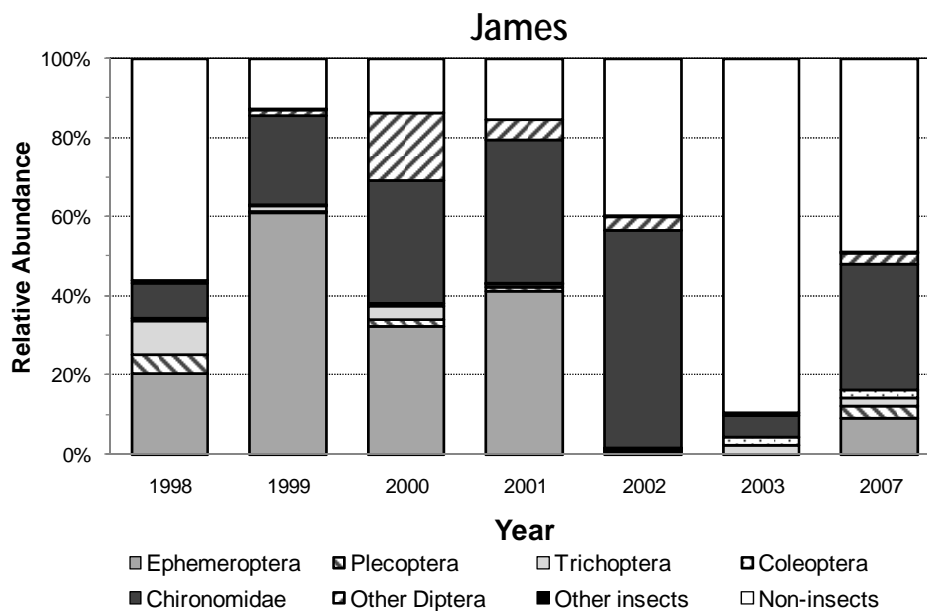 James
100%
80%
60%
40%
20%
0%
Relative Abundance
1998 1999 2000 2001 2002 2003 2007
Year
Ephemeroptera Plecoptera Trichoptera Coleoptera
Chironomidae Other Diptera Other insects Non-insects